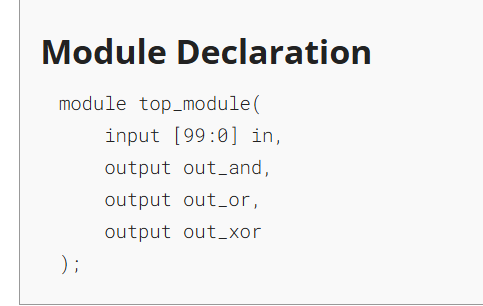 Module Declaration
module top_module(
    input [99:0] in,
    output out_and,
    output out_or,
    output out_xor
);